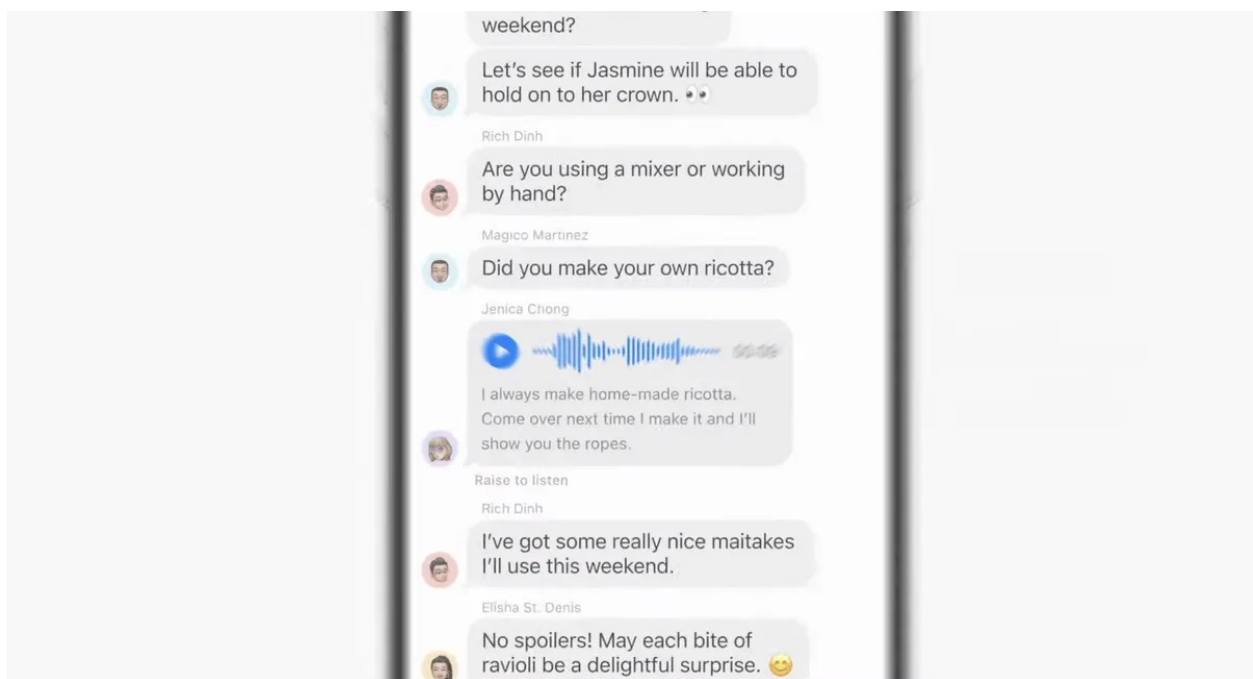 weekend?
Let's see if Jasmine will be able to
hold on to her crown. 👀
Rich Dinh
Are you using a mixer or working
by hand?
Magico Martinez
Did you make your own ricotta?
Jenica Chong
I always make home-made ricotta.
Come over next time I make it and I'll
show you the ropes.
Raise to listen
Rich Dinh
I've got some really nice maitakes
I'll use this weekend.
Elisha St. Denis
No spoilers! May each bite of
ravioli be a delightful surprise. 😊